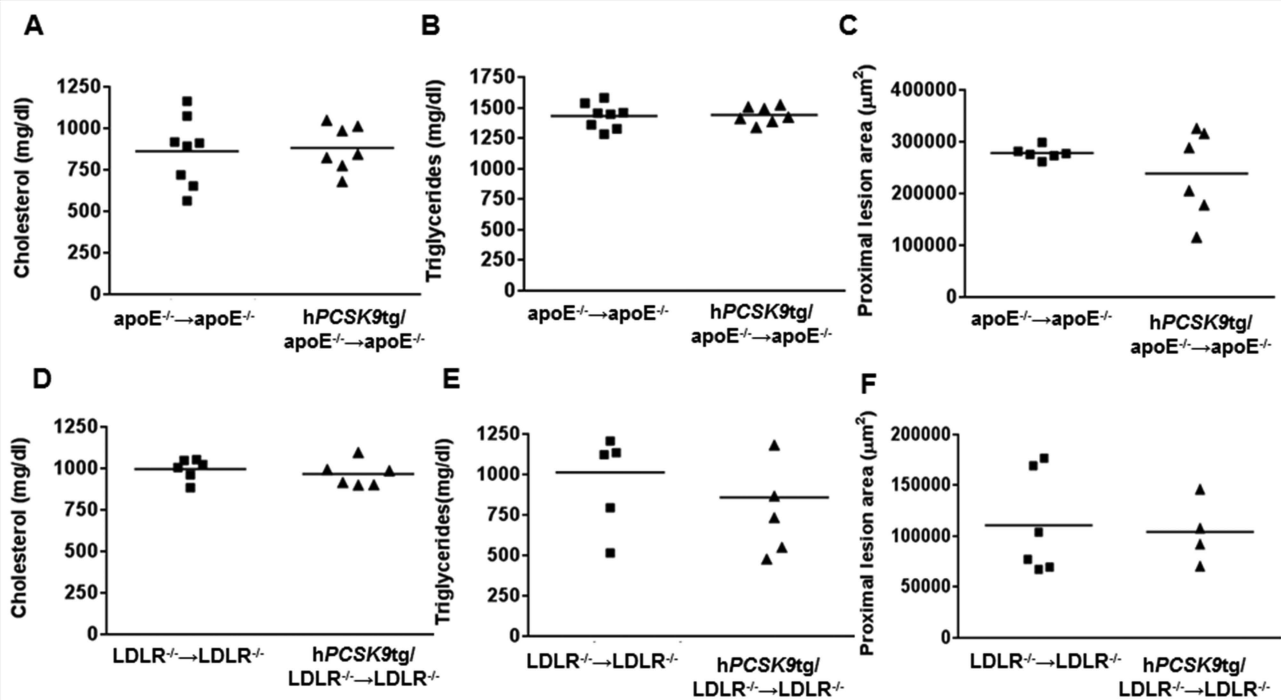 A
Cholesterol (mg/dl)
1250
1000
750
500
250
0
apoE-/-→apoE-/-
hPCSK9tg/
apoE-/-→apoE-/-
B
Triglycerides (mg/dl)
1750
1500
1250
1000
750
500
250
0
apoE-/-→apoE-/-
hPCSK9tg/
apoE-/-→apoE-/-
C
Proximal lesion area (µm²)
400000
300000
200000
100000
0
apoE-/-→apoE-/-
hPCSK9tg/
apoE-/-→apoE-/-
D
Cholesterol (mg/dl)
1250
1000
750
500
250
0
LDLR-/-→LDLR-/-
hPCSK9tg/
LDLR-/-→LDLR-/-
E
Triglycerides(mg/dl)
1250
1000
750
500
250
0
LDLR-/-→LDLR-/-
hPCSK9tg/
LDLR-/-→LDLR-/-
F
Proximal lesion area (µm²)
200000
150000
100000
50000
0
LDLR-/-→LDLR-/-
hPCSK9tg/
LDLR-/-→LDLR-/-